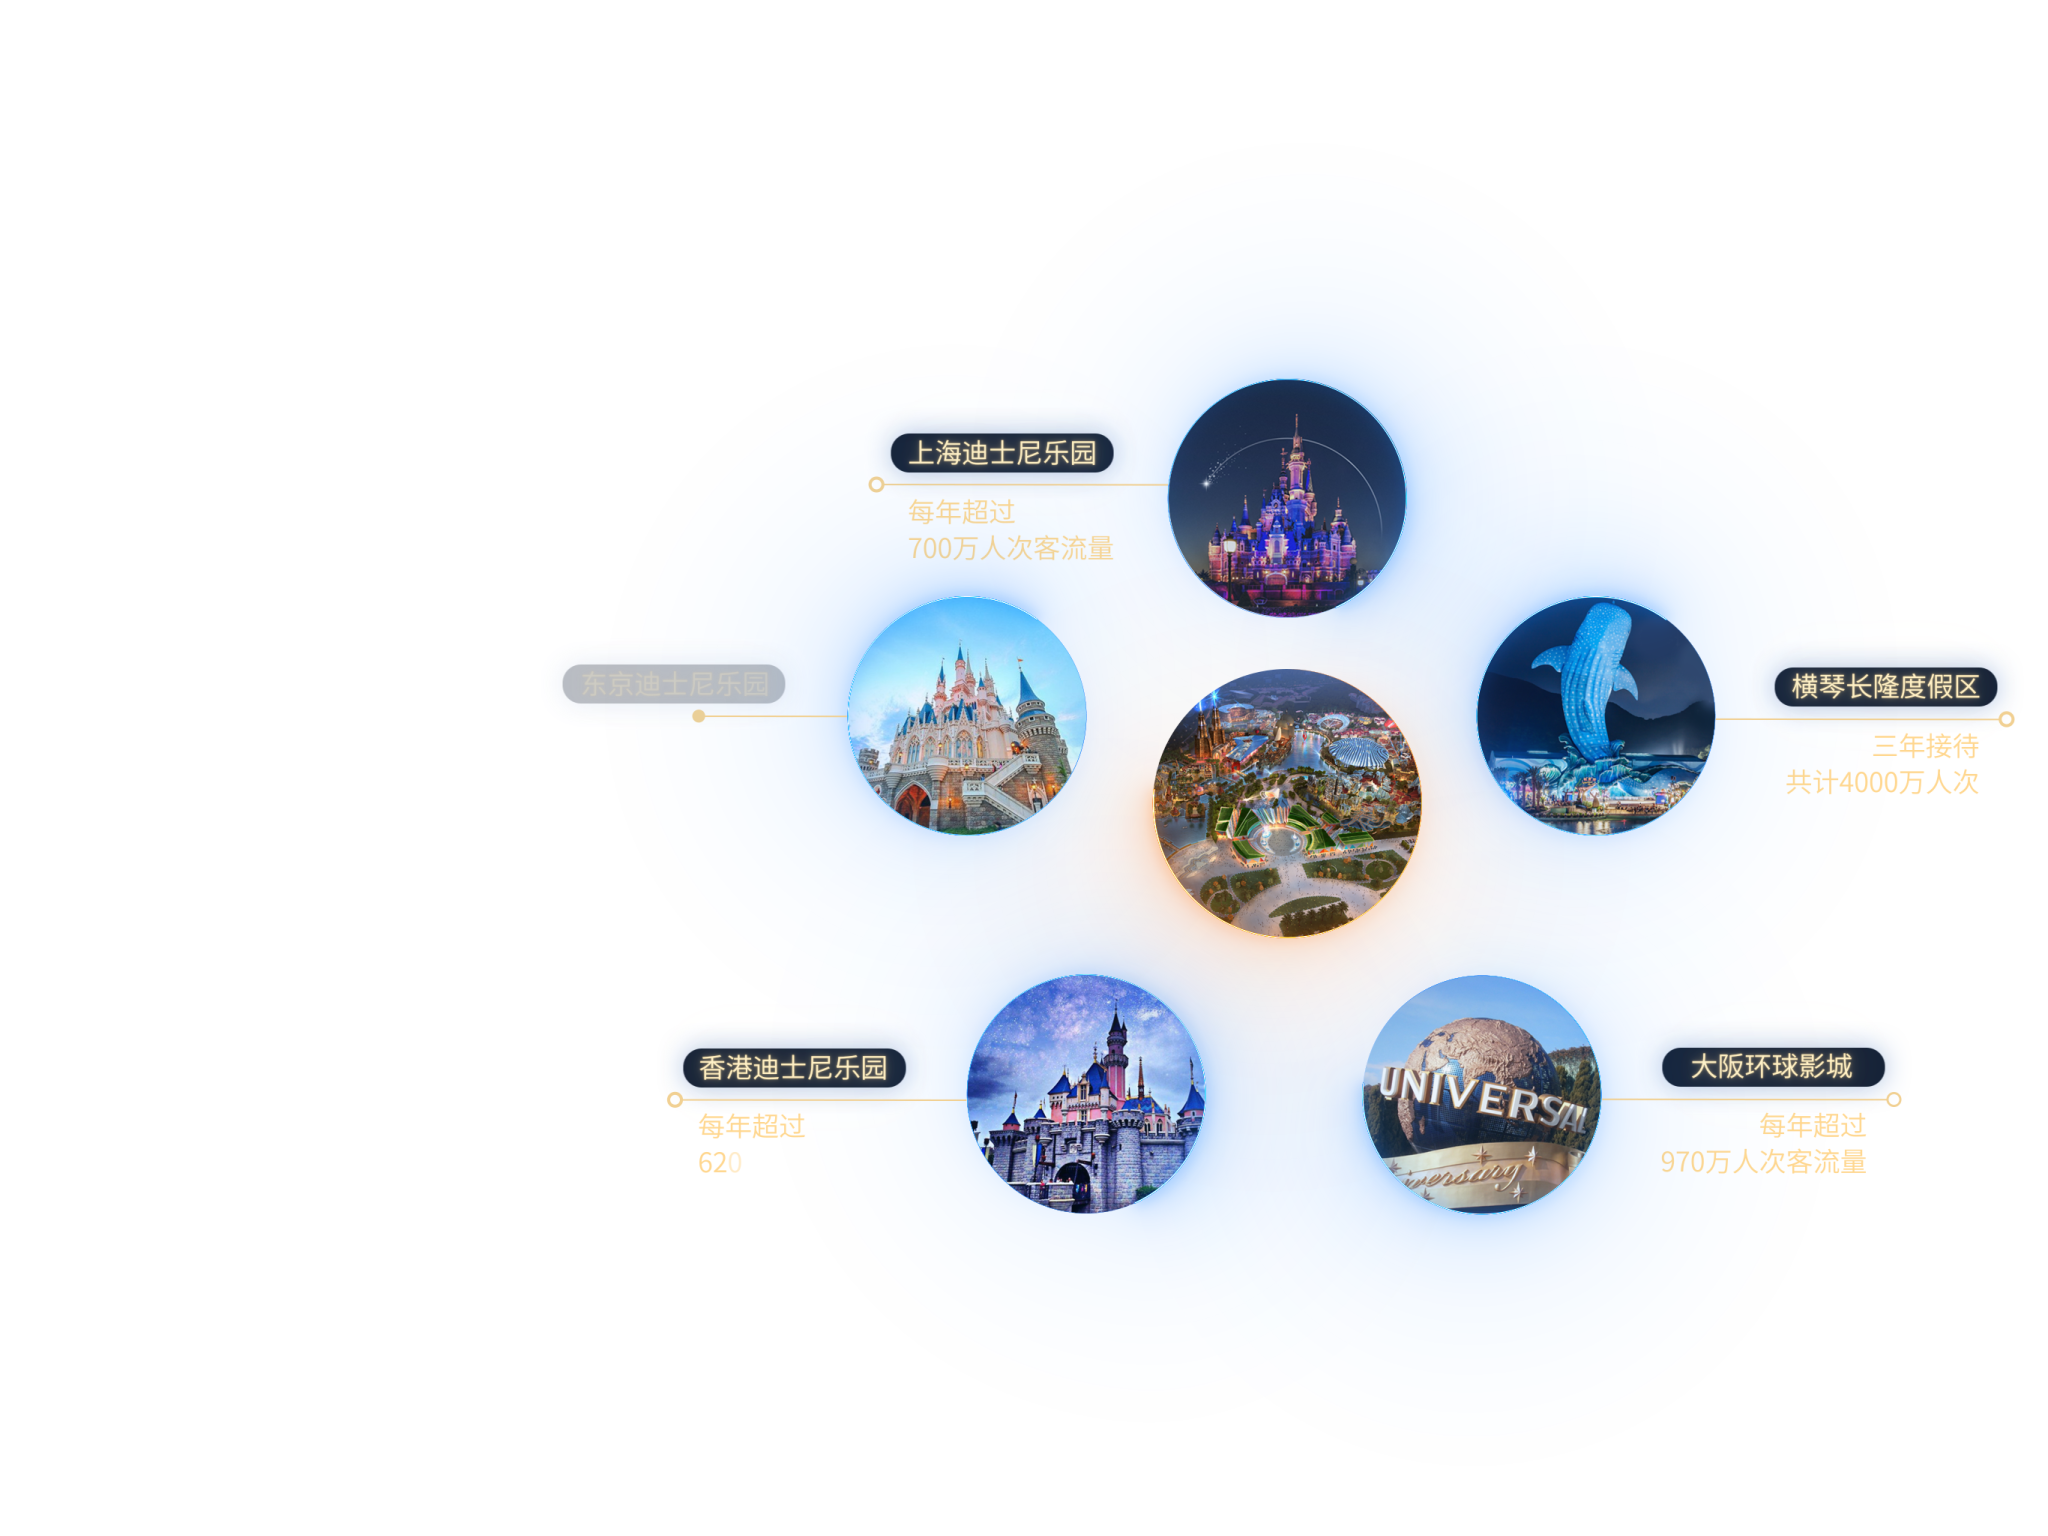 上海迪士尼乐园
每年超过
700万人次客流量
东京迪士尼乐园
横琴长隆度假区
三年接待
共计4000万人次
香港迪士尼乐园
每年超过
620
大阪环球影城
每年超过
970万人次客流量
UNIVERSAL
iversary